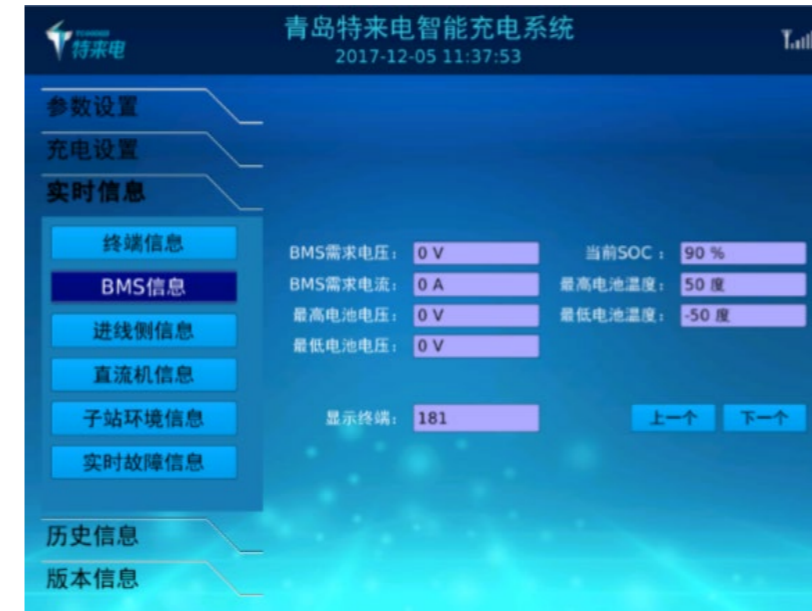 特来电
青岛特来电智能充电系统
2017-12-05 11:37:53
参数设置
充电设置
实时信息
终端信息
BMS信息
进线侧信息
直流机信息
子站环境信息
实时故障信息
历史信息
版本信息
BMS需求电压： 0 V
当前SOC： 90 %
BMS需求电流： 0 A
最高电池温度： 50 度
最高电池电压： 0 V
最低电池温度： -50 度
最低电池电压： 0 V
显示终端： 181
上一个
下一个